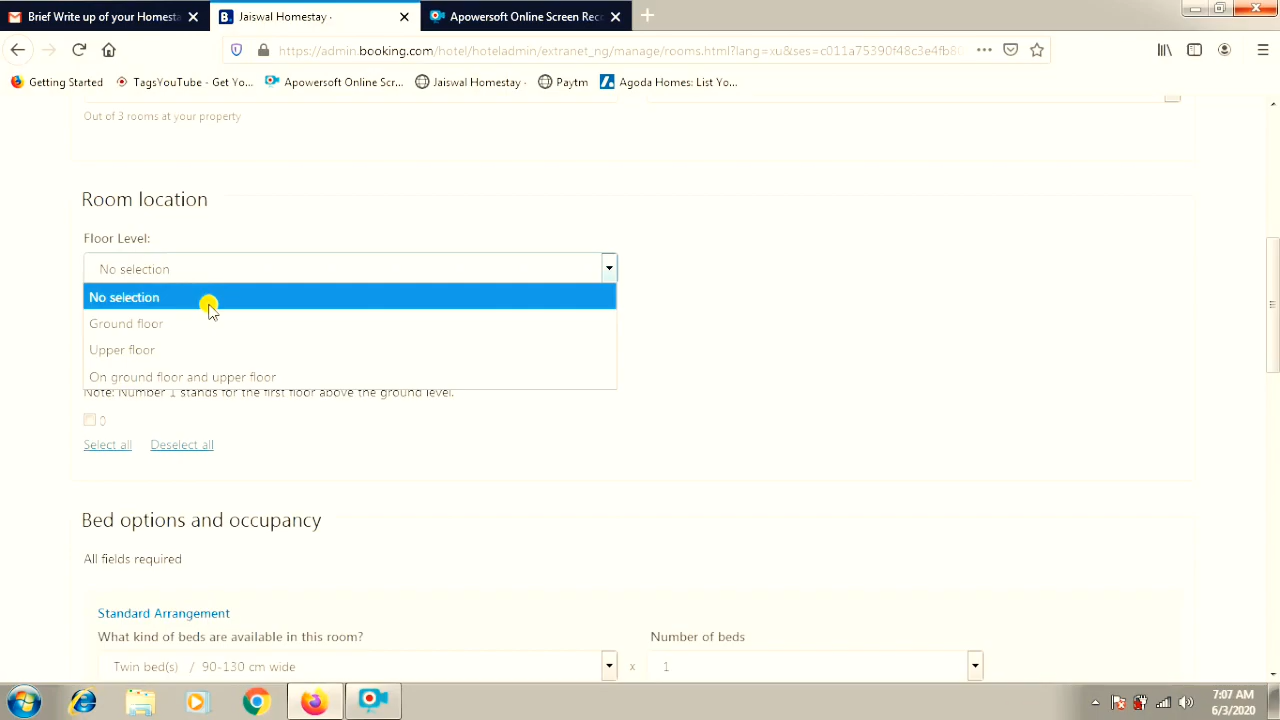 Brief Write up of your Homesta
Jaiswal Homestay ·
Apowersoft Online Screen Reco
https://admin.booking.com/hotel/hoteladmin/extranet_ng/manage/rooms.html?lang=xu&ses=c011a75390f48c3e4fb80
Getting Started
TagsYouTube - Get Yo...
Apowersoft Online Scr...
Jaiswal Homestay ·
Paytm
Agoda Homes: List Yo...
Out of 3 rooms at your property
Room location
Floor Level:
No selection
No selection
Ground floor
Upper floor
On ground floor and upper floor
Note: Number 1 stands for the first floor above the ground level.
0
Select all Deselect all
Bed options and occupancy
All fields required
Standard Arrangement
What kind of beds are available in this room? Number of beds
Twin bed(s) / 90-130 cm wide x 1
7:07 AM
6/3/2020